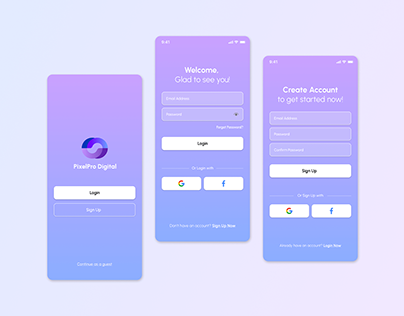 PixelPro Digital
Login
Sign Up
Continue as a guest
9:41
Welcome,
Glad to see you!
Email Address
Password
Forgot Password?
Login
Or Login with
Don't have an account? Sign Up Now
9:41
Create Account
to get started now!
Email Address
Password
Confirm Password
Sign Up
Or Sign Up with
Already have an account? Login Now